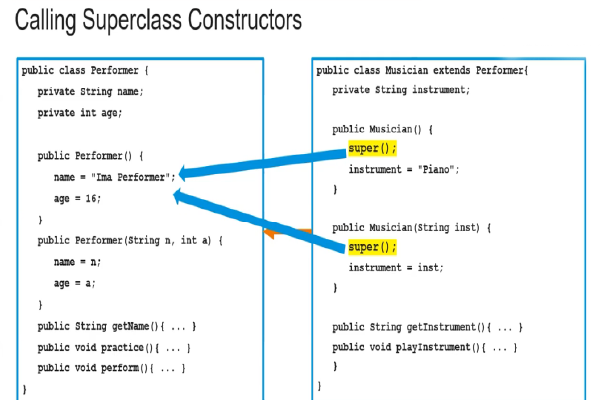 Calling Superclass Constructors
public class Performer {
private String name;
private int age;
public Performer() {
name = "Ima Performer";
age = 16;
}
public Performer(String n, int a) {
name = n;
age = a;
}
public String getName(){ ... }
public void practice(){ ... }
public void perform(){ ... }
}
public class Musician extends Performer{
private String instrument;
public Musician() {
super();
instrument = "Piano";
}
public Musician(String inst) {
super();
instrument = inst;
}
public String getInstrument(){ ... }
public void playInstrument(){ ... }
}
}